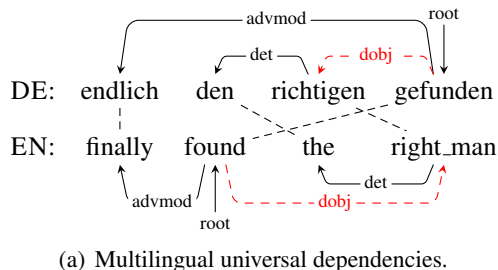 root
advmod
det
dobj
DE: endlich den richtigen gefunden
EN: finally found the right_man
advmod
root
dobj
det
(a) Multilingual universal dependencies.